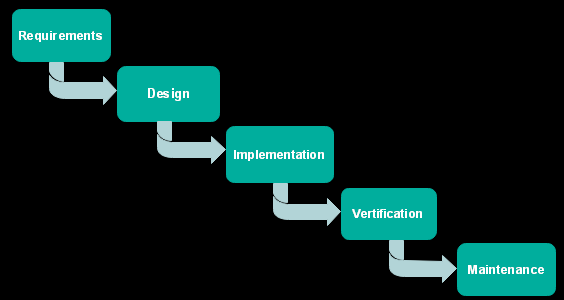 Requirements
Design
Implementation
Vertification
Maintenance